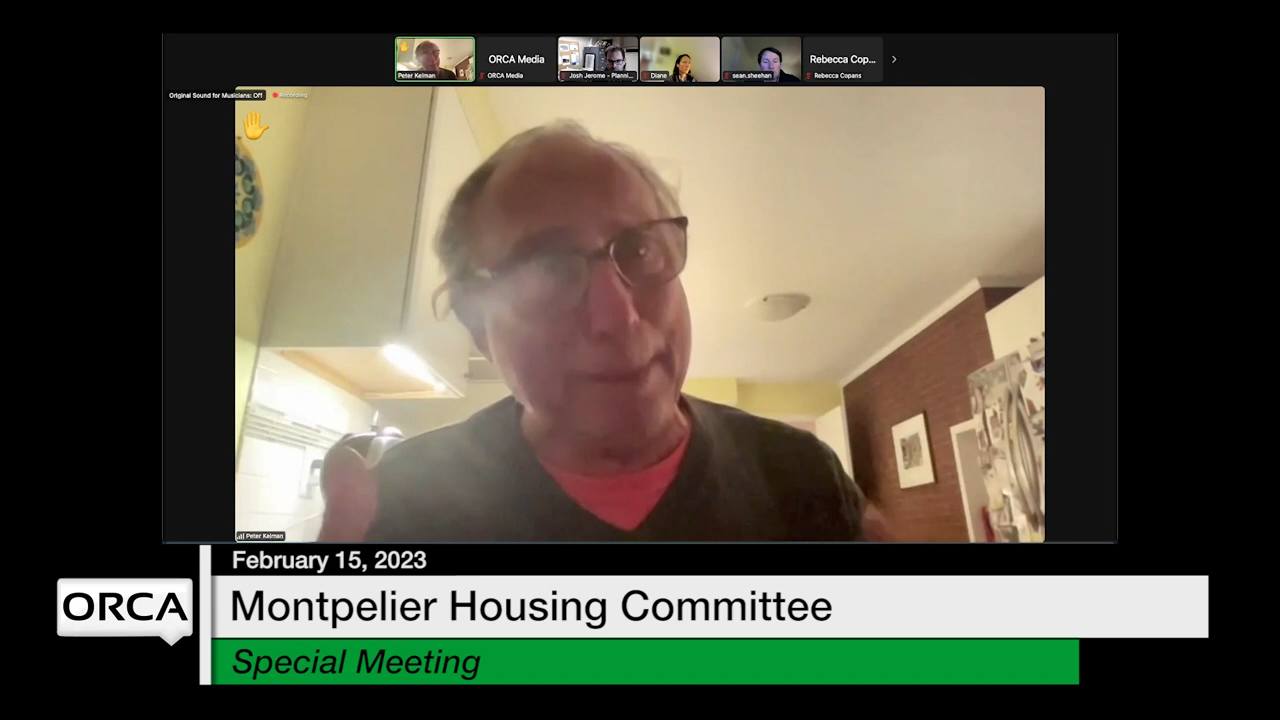 ORCA Media
Rebecca Cop...
Peter Kelman
ORCA Media
Josh Jerome - Planni...
Diane
sean.sheehan
Rebecca Copans
Original Sound for Musicians: Off
Recording
Peter Kelman
February 15, 2023
ORCA
Montpelier Housing Committee
Special Meeting